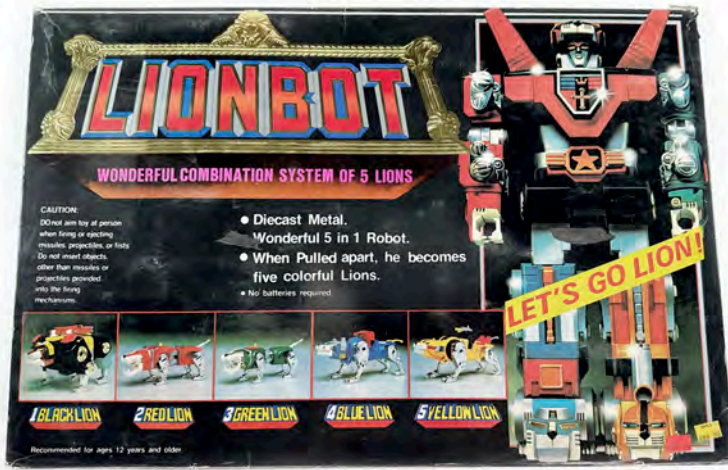 LIONBOT
WONDERFUL COMBINATION SYSTEM OF 5 LIONS
CAUTION:
DO not aim toy at person
when firing or ejecting
missiles, projectiles, or fists
Do not insert objects
other than missiles or
projectiles provided
into the firing
mechanisms.
● Diecast Metal.
Wonderful 5 in 1 Robot.
● When Pulled apart, he becomes
five colorful Lions.
● No batteries required
LET'S GO LION!
1 BLACK LION
2 RED LION
3 GREEN LION
4 BLUE LION
5 YELLOW LION
Recommended for ages 12 years and older